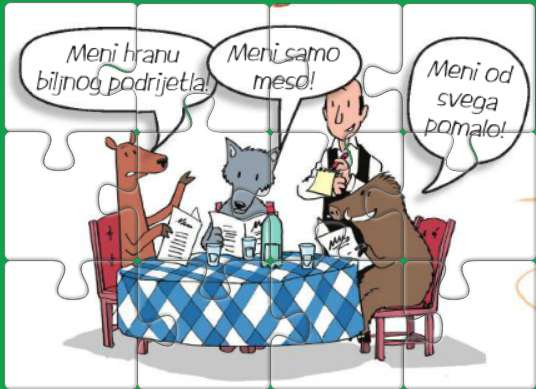 Meni hranu
biljnog podrijetla!
Meni samo
meso!
Meni od
svega
pomalo!